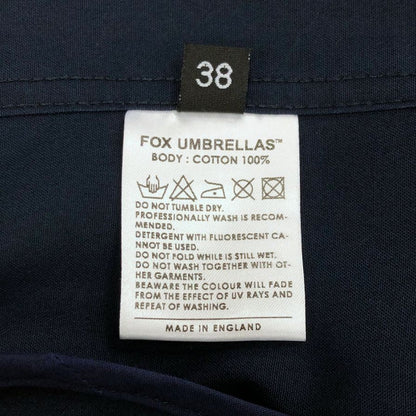 38
FOX UMBRELLAS™
BODY : COTTON 100%
DO NOT TUMBLE DRY.
PROFESSIONALLY WASH IS RECOM-
MENDED.
DETERGENT WITH FLUORESCENT CA-
NNOT BE USED.
DO NOT FOLD WHILE IS STILL WET.
DO NOT WASH TOGETHER WITH OT-
HER GARMENTS.
BEAWARE THE COLOUR WILL FADE
FROM THE EFFECT OF UV RAYS AND
REPEAT OF WASHING.
MADE IN ENGLAND